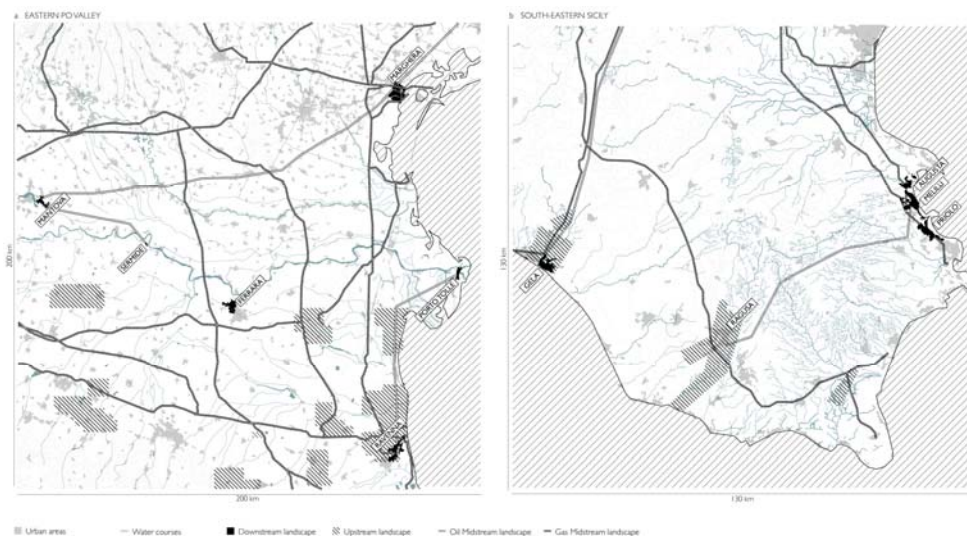 a EASTERN PO VALLEY
MARGHERA
MANTOVA
SERMIDE
FERRARA
PORTO TOLLE
RAVENNA
200 km
200 km
b SOUTH-EASTERN SICILY
AUGUSTA
MELILLI
PRIOLO
GELA
RAGUSA
130 km
130 km
Urban areas
Water courses
Downstream landscape
Upstream landscape
Oil Midstream landscape
Gas Midstream landscape